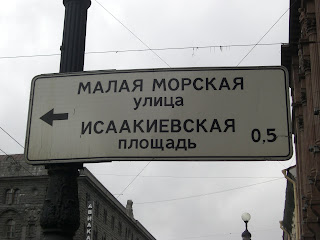 МАЛАЯ МОРСКАЯ
улица
ИСААКИЕВСКАЯ
площадь 0,5